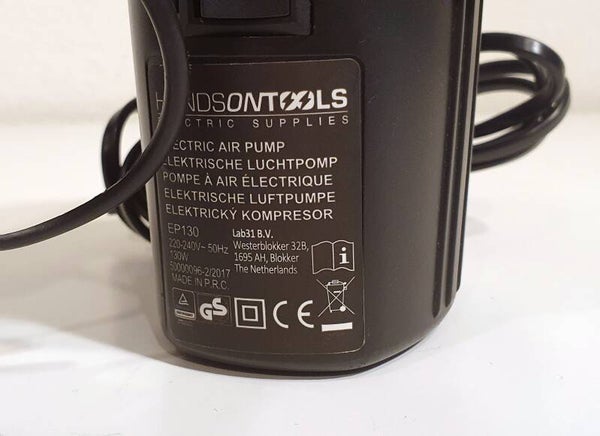 HANDSONTOOLS
ELECTRIC SUPPLIES
ELECTRIC AIR PUMP
ELEKTRISCHE LUCHTPOMP
POMPE À AIR ÉLECTRIQUE
ELEKTRISCHE LUFTPUMPE
ELEKTRICKÝ KOMPRESOR
EP130
220-240V~ 50Hz
130W
50000096-2/2017
MADE IN P.R.C.
Lab31 B.V.
Westerblokker 32B,
1695 AH, Blokker
The Netherlands
i
GS
CE